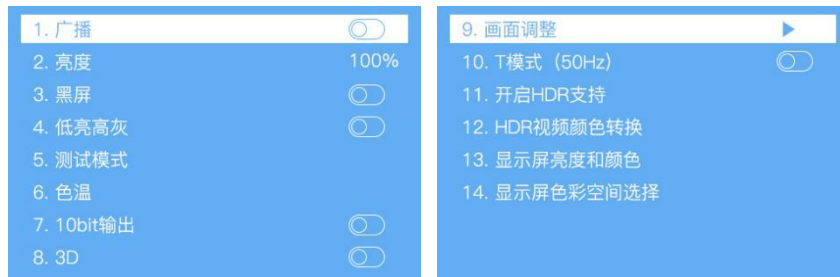 1. 广播
2. 亮度 100%
3. 黑屏
4. 低亮高灰
5. 测试模式
6. 色温
7. 10bit输出
8. 3D
9. 画面调整
10. T模式（50Hz）
11. 开启HDR支持
12. HDR视频颜色转换
13. 显示屏亮度和颜色
14. 显示屏色彩空间选择